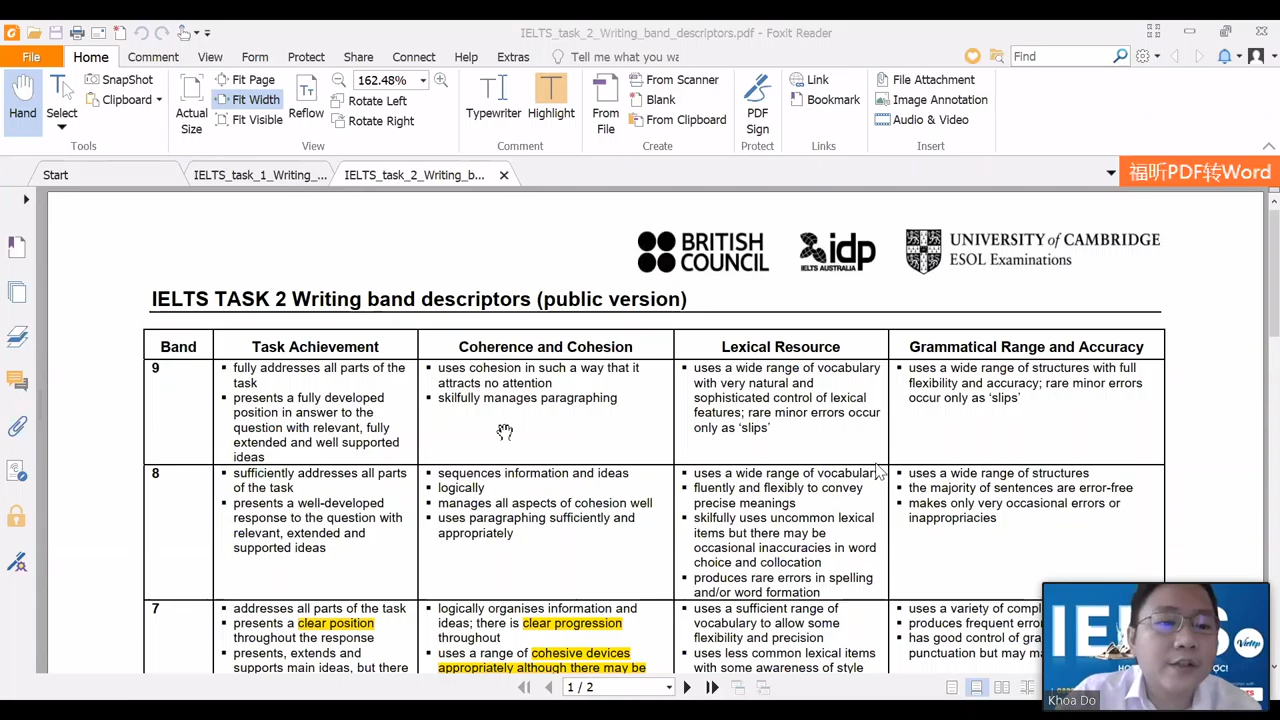 IELTS_task_2_Writing_band_descriptors.pdf - Foxit Reader
File Home Comment View Form Protect Share Connect Help Extras Tell me what you wa Find
Hand
Select
SnapShot
Clipboard
Tools
Actual Size
Fit Page
Fit Width
Fit Visible
Reflow
162.48%
Rotate Left
Rotate Right
View
Typewriter
Highlight
Comment
From File
From Scanner
Blank
From Clipboard
Create
PDF Sign
Protect
Link
Bookmark
Links
File Attachment
Image Annotation
Audio & Video
Insert
Start IELTS_task_1_Writing_... IELTS_task_2_Writing_b... 福昕PDF转Word
BRITISH COUNCIL
idp
IELTS AUSTRALIA
UNIVERSITY of CAMBRIDGE
ESOL Examinations
IELTS TASK 2 Writing band descriptors (public version)
Band Task Achievement Coherence and Cohesion Lexical Resource Grammatical Range and Accuracy
9
fully addresses all parts of the
task
presents a fully developed
position in answer to the
question with relevant, fully
extended and well supported
ideas
uses cohesion in such a way that it
attracts no attention
skilfully manages paragraphing
uses a wide range of vocabulary
with very natural and
sophisticated control of lexical
features; rare minor errors occur
only as ‘slips’
uses a wide range of structures with full
flexibility and accuracy; rare minor errors
occur only as ‘slips’
8
sufficiently addresses all parts
of the task
presents a well-developed
response to the question with
relevant, extended and
supported ideas
sequences information and ideas
logically
manages all aspects of cohesion well
uses paragraphing sufficiently and
appropriately
uses a wide range of vocabular
fluently and flexibly to convey
precise meanings
skilfully uses uncommon lexical
items but there may be
occasional inaccuracies in word
choice and collocation
produces rare errors in spelling
and/or word formation
uses a wide range of structures
the majority of sentences are error-free
makes only very occasional errors or
inappropriacies
7
addresses all parts of the task
presents a clear position
throughout the response
presents, extends and
supports main ideas, but there
logically organises information and
ideas; there is clear progression
throughout
uses a range of cohesive devices
appropriately although there may be
uses a sufficient range of
vocabulary to allow some
flexibility and precision
uses less common lexical items
with some awareness of style
uses a variety of compl
produces frequent error
has good control of gra
punctuation but may ma
IELTS
Khoa Do
1 / 2